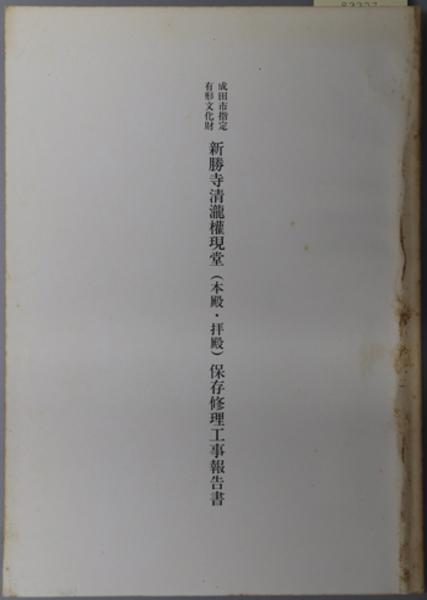 成田市指定
有形文化財
新勝寺清瀧權現堂（本殿・拝殿）保存修理工事報告書